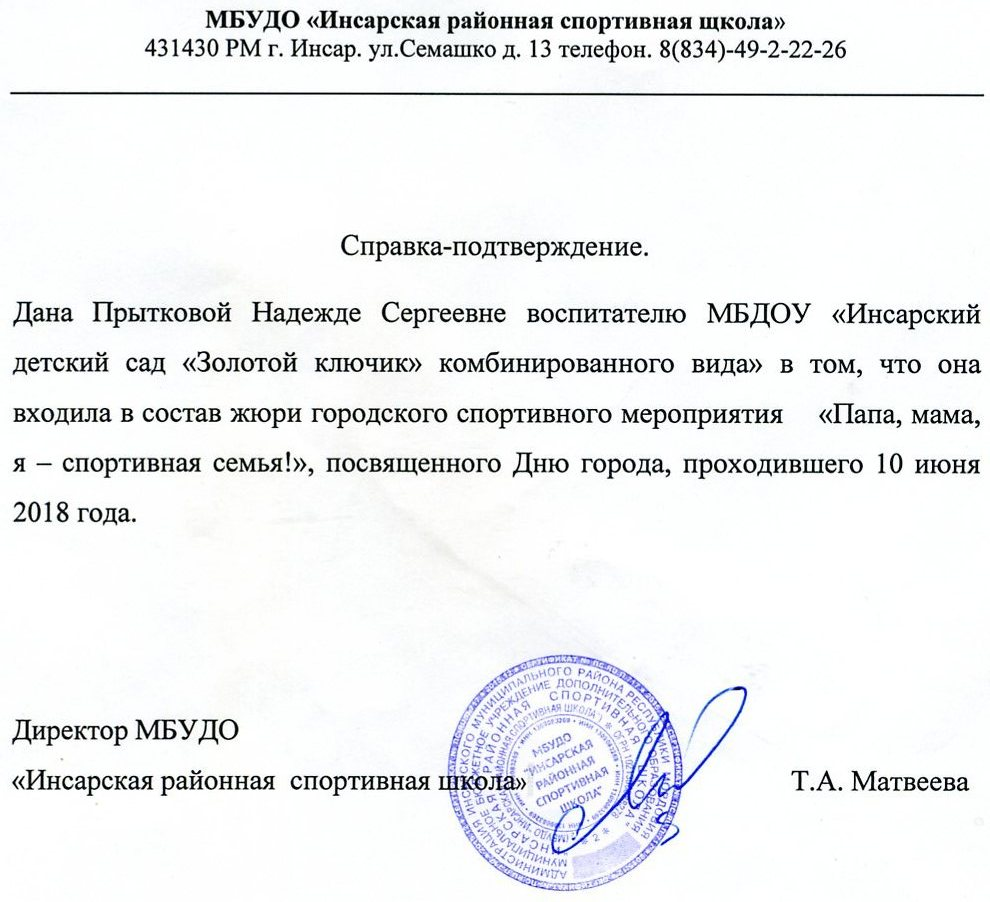 МБУДО «Инсарская районная спортивная щкола»
431430 РМ г. Инсар. ул.Семашко д. 13 телефон. 8(834)-49-2-22-26
Справка-подтверждение.
Дана Прытковой Надежде Сергеевне воспитателю МБДОУ «Инсарский
детский сад «Золотой ключик» комбинированного вида» в том, что она
входила в состав жюри городского спортивного мероприятия «Папа, мама,
я – спортивная семья!», посвященного Дню города, проходившего 10 июня
2018 года.
Директор МБУДО
«Инсарская районная спортивная школа»
Т.А. Матвеева
МБУДО
"ИНСАРСКАЯ
РАЙОННАЯ
СПОРТИВНАЯ
ШКОЛА"